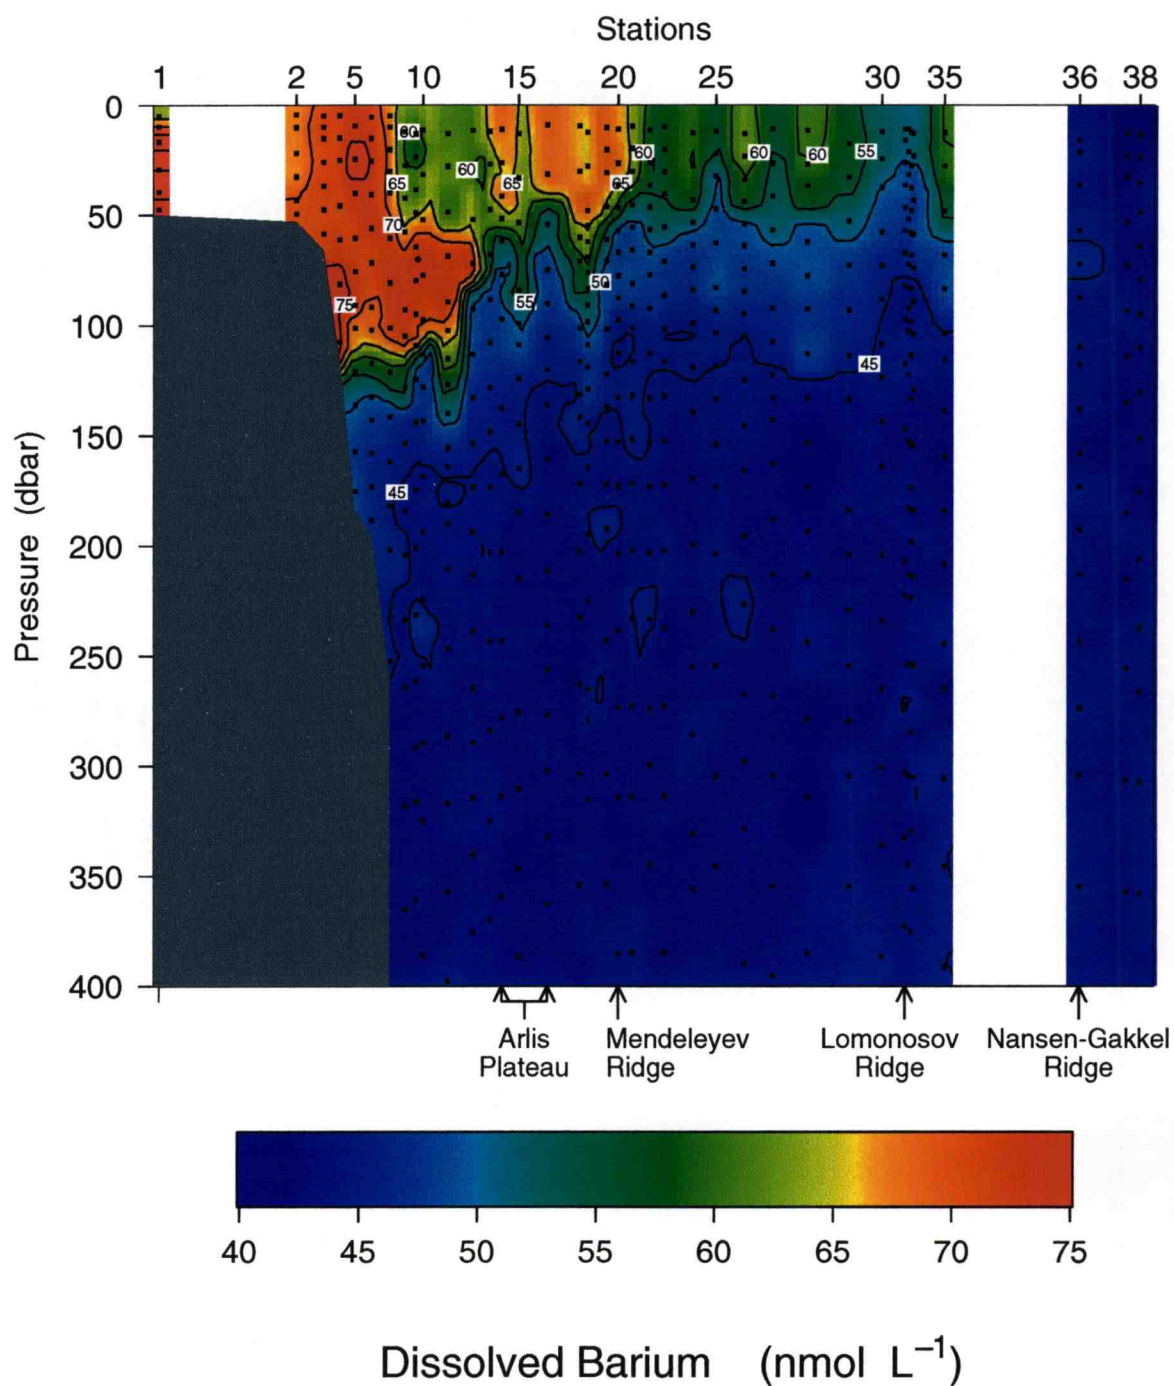 Stations
1 2 5 10 15 20 25 30 35 36 38
0
50
100
150
200
250
300
350
400
Pressure (dbar)
60
60
65
65
70
75
55
50
65
60
60
60
55
45
45
Arlis
Plateau
Mendeleyev
Ridge
Lomonosov
Ridge
Nansen-Gakkel
Ridge
40 45 50 55 60 65 70 75
Dissolved Barium (nmol L⁻¹)